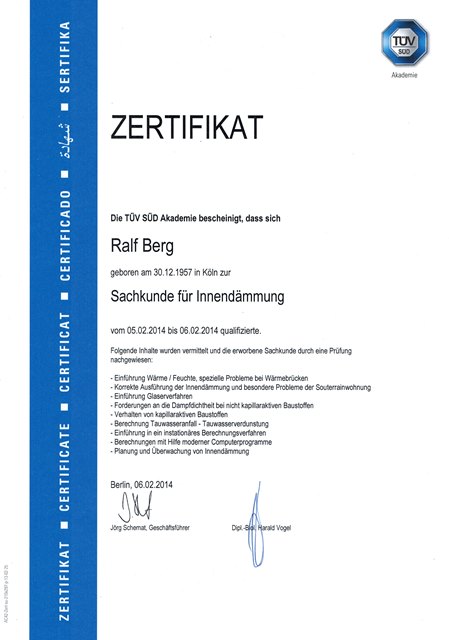 TÜV
SÜD
Akademie
ZERTIFIKAT
Die TÜV SÜD Akademie bescheinigt, dass sich
Ralf Berg
geboren am 30.12.1957 in Köln zur
Sachkunde für Innendämmung
vom 05.02.2014 bis 06.02.2014 qualifizierte.
Folgende Inhalte wurden vermittelt und die erworbene Sachkunde durch eine Prüfung
nachgewiesen:
- Einführung Wärme / Feuchte, spezielle Probleme bei Wärmebrücken
- Korrekte Ausführung der Innendämmung und besondere Probleme der Souterrainwohnung
- Einführung Glaserverfahren
- Forderungen an die Dampfdichtheit bei nicht kapillaraktiven Baustoffen
- Verhalten von kapillaraktiven Baustoffen
- Berechnung Tauwasseranfall - Tauwasserverdunstung
- Einführung in ein instationäres Berechnungsverfahren
- Berechnungen mit Hilfe moderner Computerprogramme
- Planung und Überwachung von Innendämmung
Berlin, 06.02.2014
Jörg Schemat, Geschäftsführer
Dipl.-Biol. Harald Vogel
ZERTIFIKAT ■ CERTIFICATE ■ CERTIFICAT ■ CERTIFICADO ■ شهادة ■ SERTIFIKA